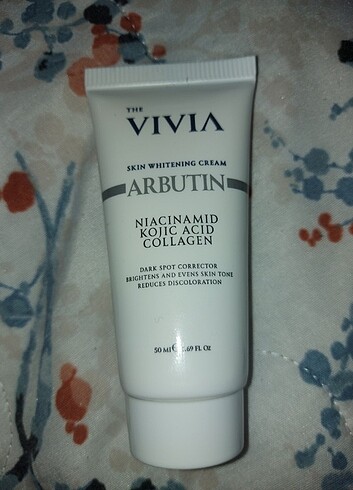 THE
VIVIA
SKIN WHITENING CREAM
ARBUTIN
NIACINAMID
KOJIC ACID
COLLAGEN
DARK SPOT CORRECTOR
BRIGHTENS AND EVENS SKIN TONE
REDUCES DISCOLORATION
50 Ml ℮ .69 FL Oz